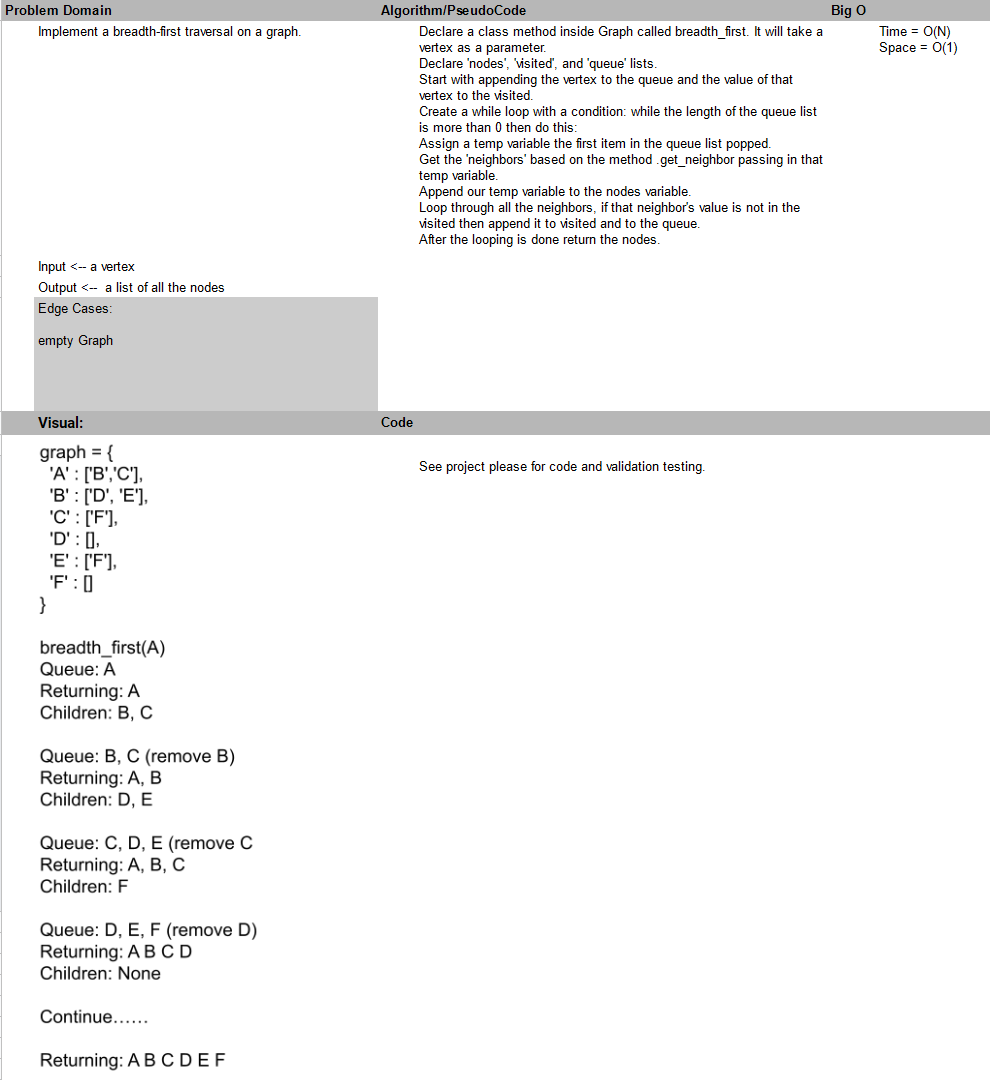 Problem Domain
Algorithm/PseudoCode
Big O
Implement a breadth-first traversal on a graph.
Declare a class method inside Graph called breadth_first. It will take a
vertex as a parameter.
Declare 'nodes', 'visited', and 'queue' lists.
Start with appending the vertex to the queue and the value of that
vertex to the visited.
Create a while loop with a condition: while the length of the queue list
is more than 0 then do this:
Assign a temp variable the first item in the queue list popped.
Get the 'neighbors' based on the method .get_neighbor passing in that
temp variable.
Append our temp variable to the nodes variable.
Loop through all the neighbors, if that neighbor's value is not in the
visited then append it to visited and to the queue.
After the looping is done return the nodes.
Time = O(N)
Space = O(1)
Input <-- a vertex
Output <-- a list of all the nodes
Edge Cases:
empty Graph
Visual:
Code
graph = {
'A' : ['B','C'],
'B' : ['D', 'E'],
'C' : ['F'],
'D' : [],
'E' : ['F'],
'F' : []
}
breadth_first(A)
Queue: A
Returning: A
Children: B, C
Queue: B, C (remove B)
Returning: A, B
Children: D, E
Queue: C, D, E (remove C
Returning: A, B, C
Children: F
Queue: D, E, F (remove D)
Returning: A B C D
Children: None
Continue……
Returning: A B C D E F
See project please for code and validation testing.